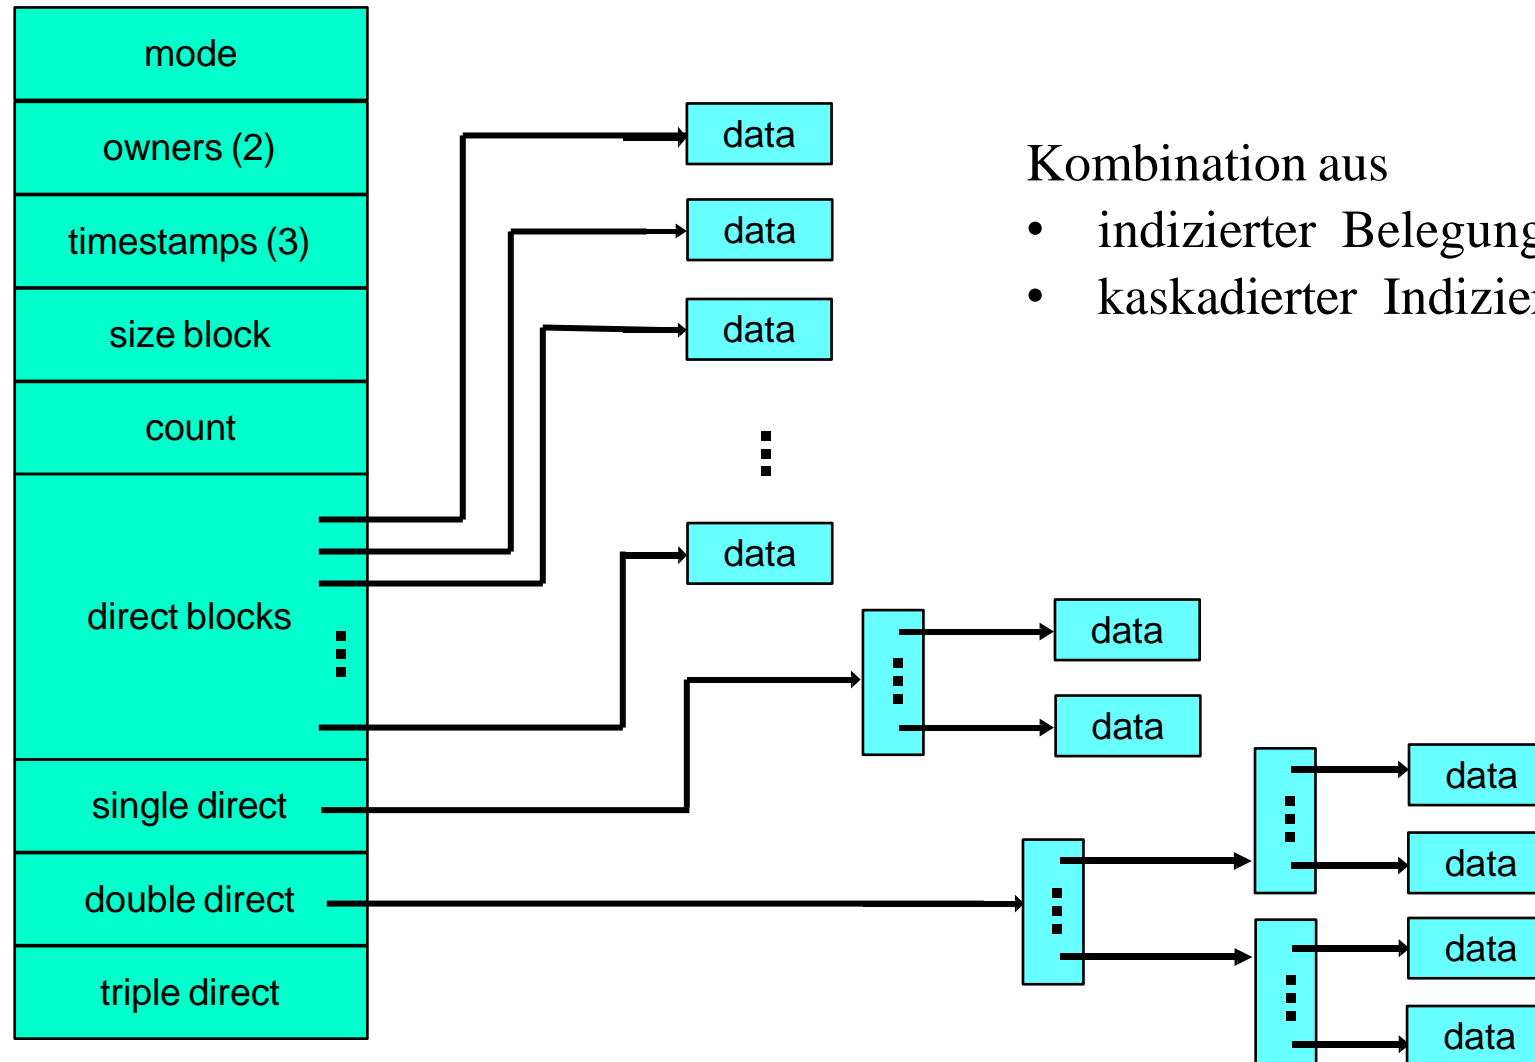 mode
owners (2)
timestamps (3)
size block
count
direct blocks
single direct
double direct
triple direct
data
data
data
data
data
data
data
data
data
data
Kombination aus
• indizierter Belegung
• kaskadierter